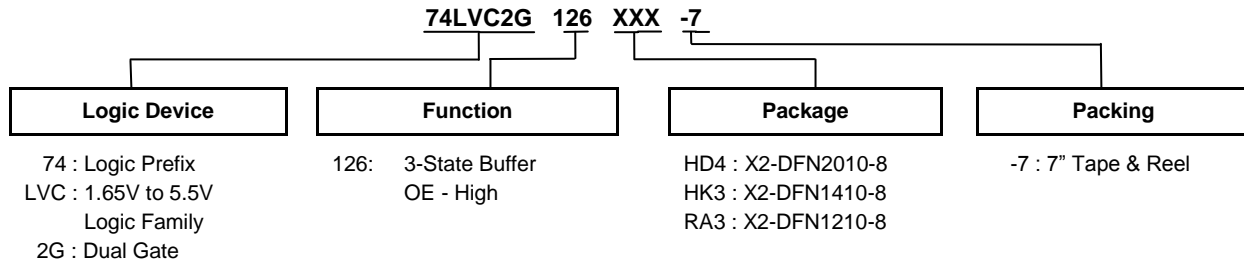 74LVC2G 126 XXX -7
Logic Device
Function
Package
Packing
74 : Logic Prefix
LVC : 1.65V to 5.5V
Logic Family
2G : Dual Gate
126: 3-State Buffer
OE - High
HD4 : X2-DFN2010-8
HK3 : X2-DFN1410-8
RA3 : X2-DFN1210-8
-7 : 7” Tape & Reel